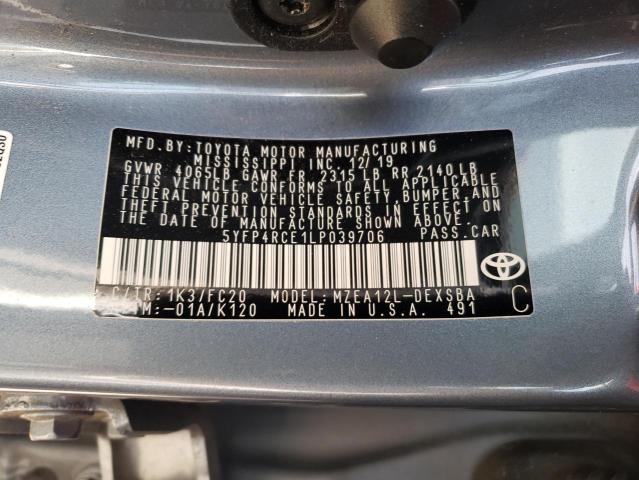 MFD.BY:TOYOTA MOTOR MANUFACTURING
MISSISSIPPI INC. 12/19
GVWR 4065LB GAWR FR 2315 LB RR 2140 LB
THIS VEHICLE CONFORMS TO ALL APPLICABLE
FEDERAL MOTOR VEHICLE SAFETY, BUMPER, AND
THEFT PREVENTION STANDARDS IN EFFECT ON
THE DATE OF MANUFACTURE SHOWN ABOVE.
5YFP4RCE1LP039706 PASS.CAR
C/TR:1K3/FC20 MODEL:MZEA12L-DEXSBA
:-01A/K120 MADE IN U.S.A. 491
C